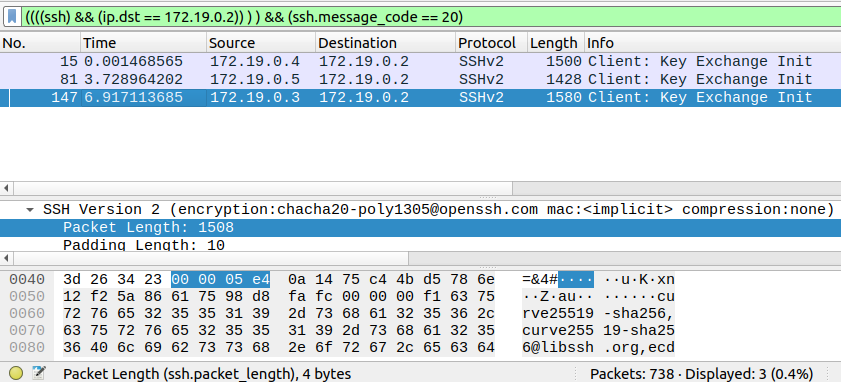 ((((ssh) && (ip.dst == 172.19.0.2)) ) ) && (ssh.message_code == 20)
No. Time Source Destination Protocol Length Info
15 0.001468565 172.19.0.4 172.19.0.2 SSHv2 1500 Client: Key Exchange Init
81 3.728964202 172.19.0.5 172.19.0.2 SSHv2 1428 Client: Key Exchange Init
147 6.917113685 172.19.0.3 172.19.0.2 SSHv2 1580 Client: Key Exchange Init
SSH Version 2 (encryption:chacha20-poly1305@openssh.com mac:<implicit> compression:none)
Packet Length: 1508
Padding Length: 10
0040 3d 26 34 23 00 00 05 e4 0a 14 75 c4 4b d5 78 6e =&4#···· ··u·K·xn
0050 12 f2 5a 86 61 75 98 d8 fa fc 00 00 00 f1 63 75 ··Z·au·· ······cu
0060 72 76 65 32 35 35 31 39 2d 73 68 61 32 35 36 2c rve25519 -sha256,
0070 63 75 72 76 65 32 35 35 31 39 2d 73 68 61 32 35 curve255 19-sha25
0080 36 40 6c 69 62 73 73 68 2e 6f 72 67 2c 65 63 64 6@libssh .org,ecd
Packet Length (ssh.packet_length), 4 bytes Packets: 738 · Displayed: 3 (0.4%)